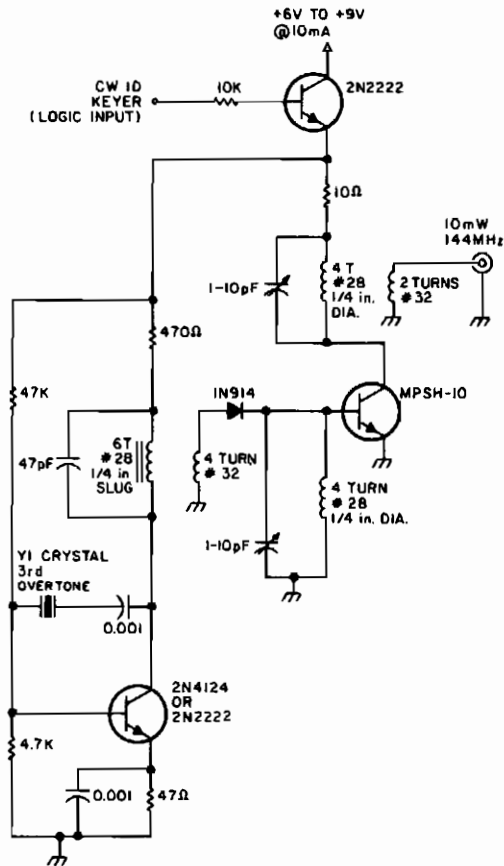 +6V TO +9V
@10mA
CW ID
KEYER
(LOGIC INPUT)
10K
2N2222
10Ω
10mW
144MHz
1-10pF
4 T
#28
1/4 in.
DIA.
2 TURNS
#32
470Ω
47K
1N914
MPSH-10
47pF
6T
#28
1/4 in
SLUG
4 TURN
# 32
4 TURN
#28
1/4 in. DIA.
1-10pF
Y1 CRYSTAL
3rd
OVERTONE
0.001
2N4124
OR
2N2222
4.7K
0.001
47Ω